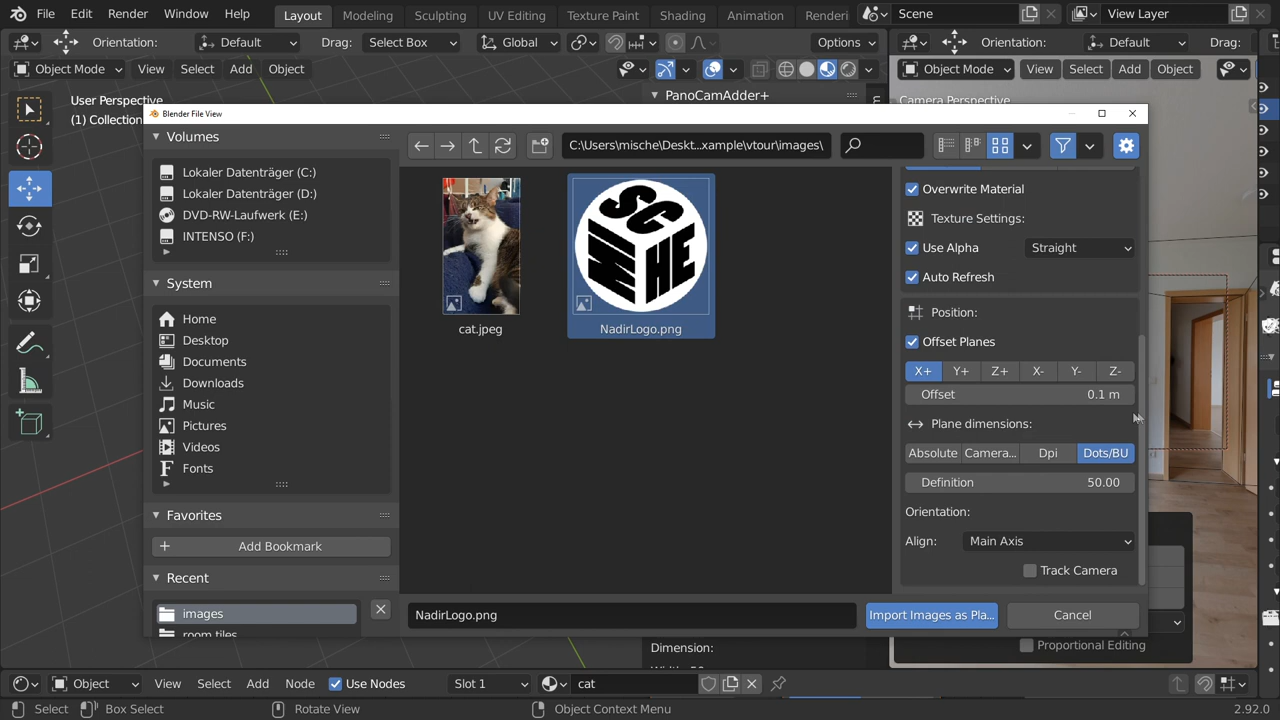 File Edit Render Window Help Layout Modeling Sculpting UV Editing Texture Paint Shading Animation Scene View Layer
Orientation: Default Drag: Select Box Global Options Orientation: Default Drag:
Object Mode View Select Add Object Object Mode View Select Add Object
User Perspective
(1) Collection
PanoCamAdder+
Camera Perspective
Blender File View
Volumes
Lokaler Datenträger (C:)
Lokaler Datenträger (D:)
DVD-RW-Laufwerk (E:)
INTENSO (F:)
System
Home
Desktop
Documents
Downloads
Music
Pictures
Videos
Fonts
Favorites
Add Bookmark
Recent
images
room tiles
C:\Users\mische\Deskt...xample\vtour\images\
cat.jpeg
SC
ME HE
NadirLogo.png
Overwrite Material
Texture Settings:
Use Alpha Straight
Auto Refresh
Position:
Offset Planes
X+ Y+ Z+ X- Y- Z-
Offset 0.1 m
Plane dimensions:
Absolute Camera... Dpi Dots/BU
Definition 50.00
Orientation:
Align: Main Axis
Track Camera
NadirLogo.png
Import Images as Pla... Cancel
Dimension:
Proportional Editing
Object View Select Add Node Use Nodes Slot 1 cat
Select Box Select Rotate View Object Context Menu 2.92.0